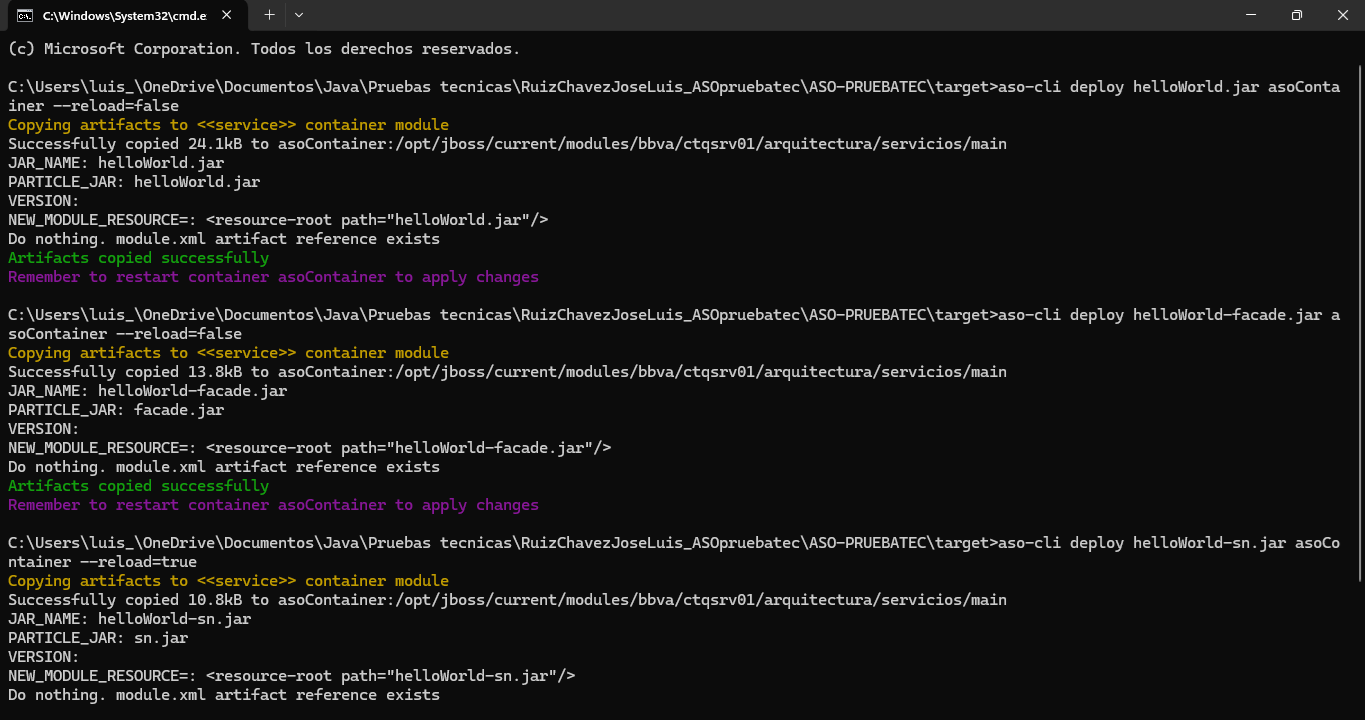 C:\Windows\System32\cmd.e
(c) Microsoft Corporation. Todos los derechos reservados.
C:\Users\luis_\OneDrive\Documentos\Java\Pruebas tecnicas\RuizChavezJoseLuis_ASOpruebatec\ASO-PRUEBATEC\target>aso-cli deploy helloWorld.jar asoConta
iner --reload=false
Copying artifacts to <<service>> container module
Successfully copied 24.1kB to asoContainer:/opt/jboss/current/modules/bbva/ctqsrv01/arquitectura/servicios/main
JAR_NAME: helloWorld.jar
PARTICLE_JAR: helloWorld.jar
VERSION:
NEW_MODULE_RESOURCE=: <resource-root path="helloWorld.jar"/>
Do nothing. module.xml artifact reference exists
Artifacts copied successfully
Remember to restart container asoContainer to apply changes
C:\Users\luis_\OneDrive\Documentos\Java\Pruebas tecnicas\RuizChavezJoseLuis_ASOpruebatec\ASO-PRUEBATEC\target>aso-cli deploy helloWorld-facade.jar a
soContainer --reload=false
Copying artifacts to <<service>> container module
Successfully copied 13.8kB to asoContainer:/opt/jboss/current/modules/bbva/ctqsrv01/arquitectura/servicios/main
JAR_NAME: helloWorld-facade.jar
PARTICLE_JAR: facade.jar
VERSION:
NEW_MODULE_RESOURCE=: <resource-root path="helloWorld-facade.jar"/>
Do nothing. module.xml artifact reference exists
Artifacts copied successfully
Remember to restart container asoContainer to apply changes
C:\Users\luis_\OneDrive\Documentos\Java\Pruebas tecnicas\RuizChavezJoseLuis_ASOpruebatec\ASO-PRUEBATEC\target>aso-cli deploy helloWorld-sn.jar asoCo
ntainer --reload=true
Copying artifacts to <<service>> container module
Successfully copied 10.8kB to asoContainer:/opt/jboss/current/modules/bbva/ctqsrv01/arquitectura/servicios/main
JAR_NAME: helloWorld-sn.jar
PARTICLE_JAR: sn.jar
VERSION:
NEW_MODULE_RESOURCE=: <resource-root path="helloWorld-sn.jar"/>
Do nothing. module.xml artifact reference exists